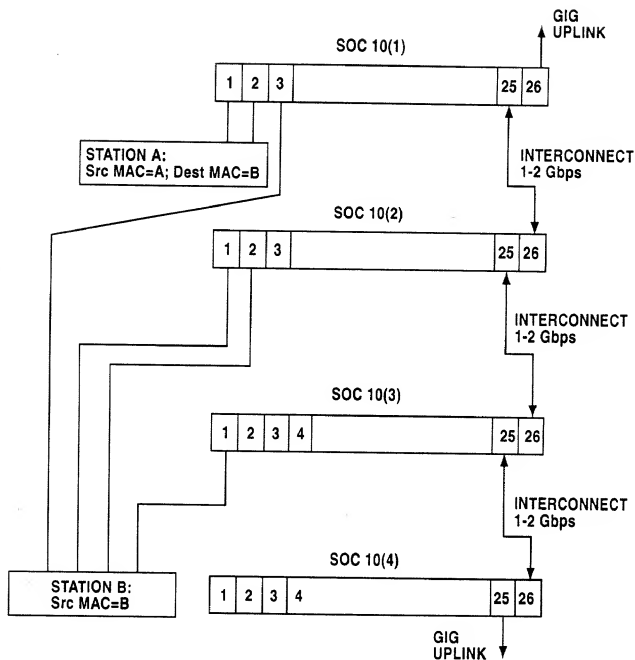 GIG
UPLINK
SOC 10(1)
1 2 3 25 26
STATION A:
Src MAC=A; Dest MAC=B
INTERCONNECT
1-2 Gbps
SOC 10(2)
1 2 3 25 26
INTERCONNECT
1-2 Gbps
SOC 10(3)
1 2 3 4 25 26
INTERCONNECT
1-2 Gbps
SOC 10(4)
STATION B:
Src MAC=B
1 2 3 4 25 26
GIG
UPLINK